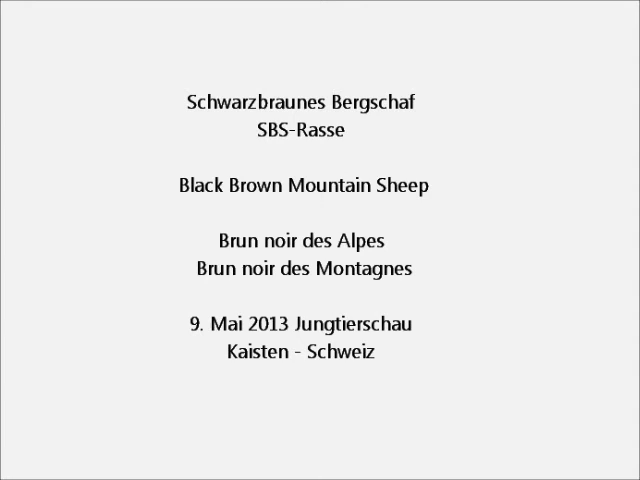 Schwarzbraunes Bergschaf
SBS-Rasse
Black Brown Mountain Sheep
Brun noir des Alpes
Brun noir des Montagnes
9. Mai 2013 Jungtierschau
Kaisten - Schweiz